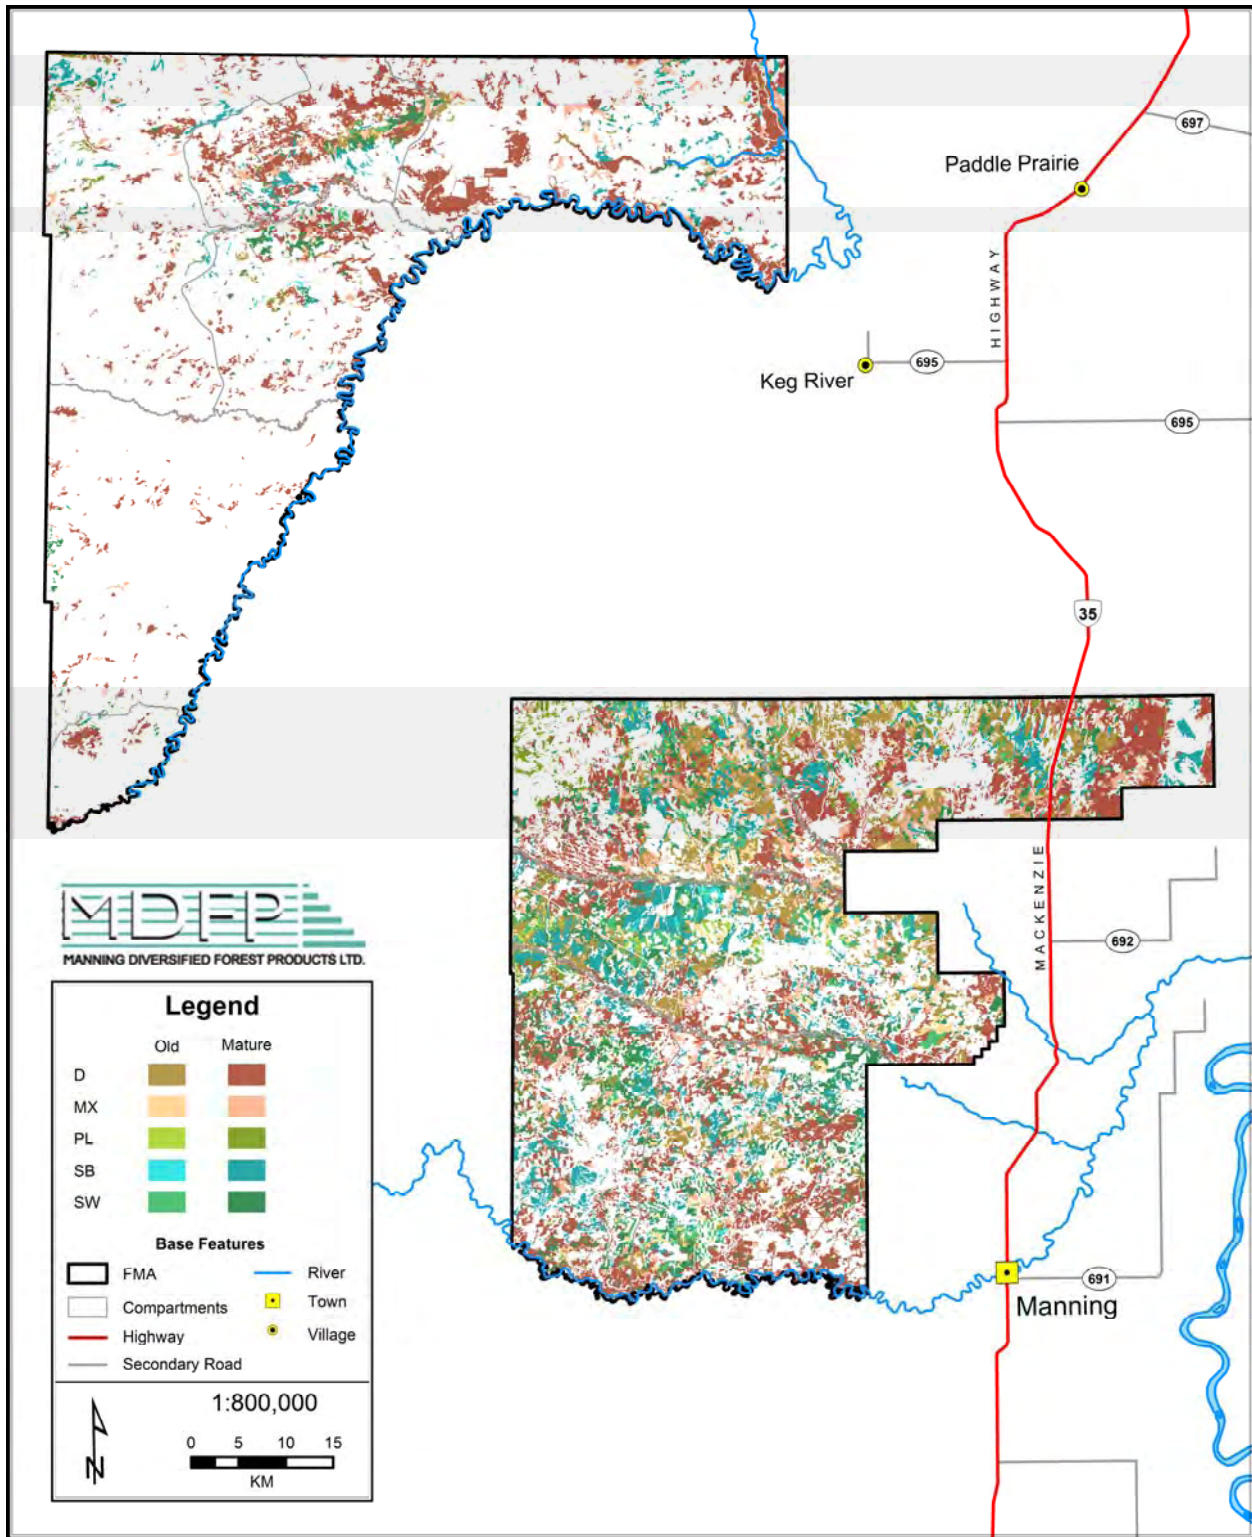 697
Paddle Prairie
HIGHWAY
695
Keg River
695
35
MACKENZIE
692
691
Manning
MDFP
MANNING DIVERSIFIED FOREST PRODUCTS LTD.
Legend
Old Mature
D
MX
PL
SB
SW
Base Features
FMA River
Compartments Town
Highway Village
Secondary Road
1:800,000
0 5 10 15
KM
N